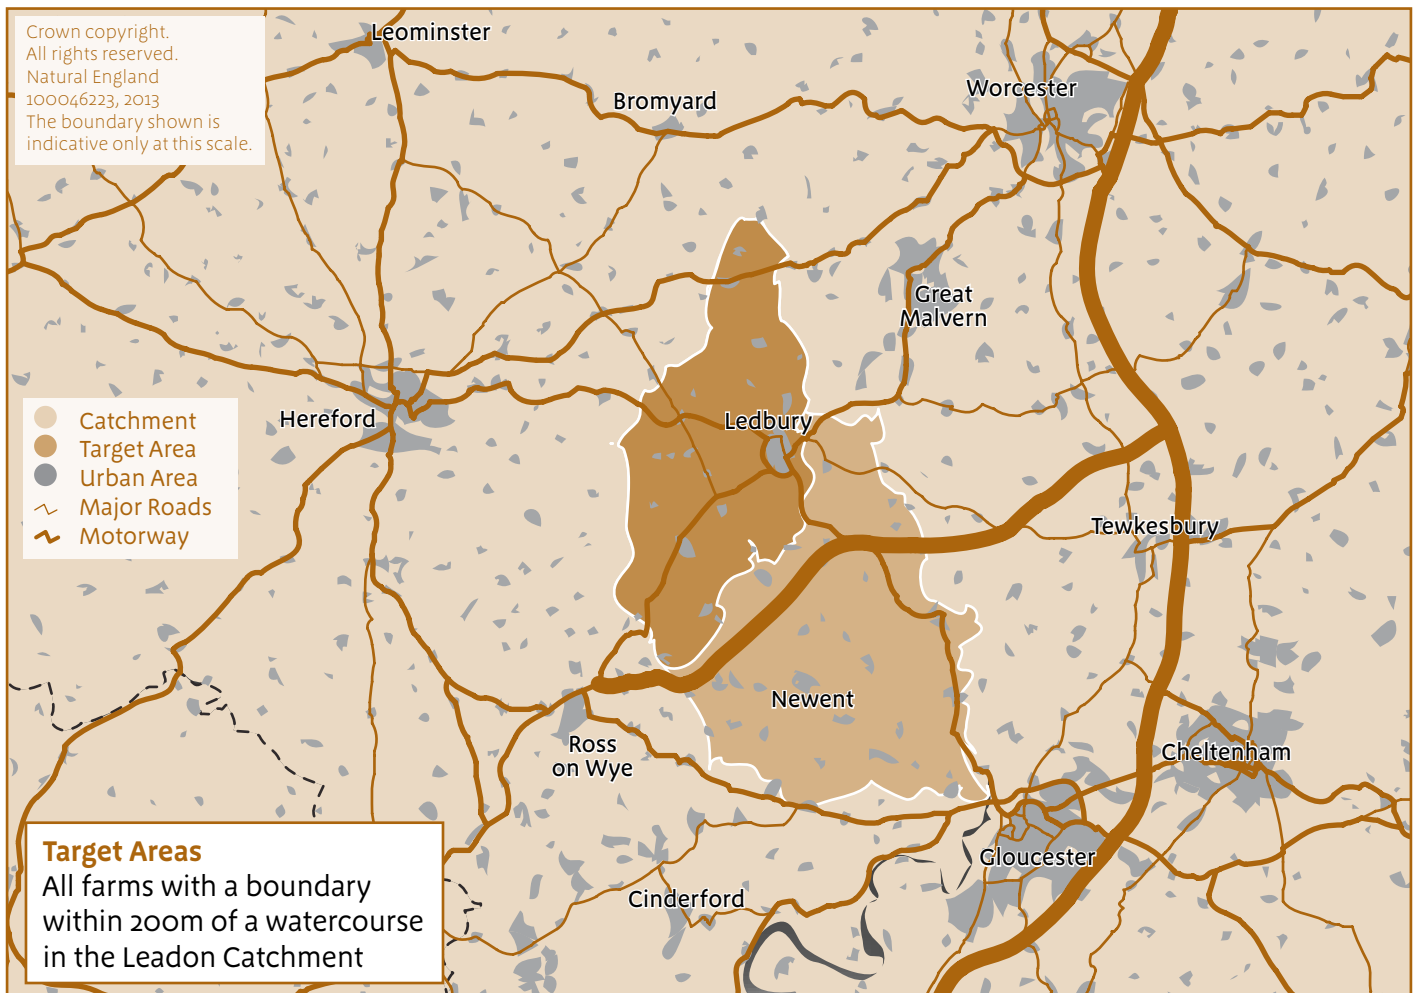 Crown copyright.
All rights reserved.
Natural England
100046223, 2013
The boundary shown is
indicative only at this scale.
Leominster
Bromyard
Worcester
Great
Malvern
Hereford
Ledbury
Catchment
Target Area
Urban Area
Major Roads
Motorway
Tewkesbury
Newent
Ross
on Wye
Cheltenham
Gloucester
Cinderford
Target Areas
All farms with a boundary
within 200m of a watercourse
in the Leadon Catchment